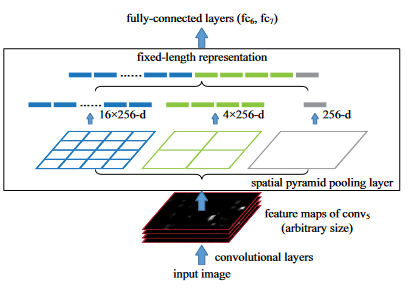 fully-connected layers (fc₆, fc₇)
fixed-length representation
16×256-d
4×256-d
256-d
spatial pyramid pooling layer
feature maps of conv₅
(arbitrary size)
convolutional layers
input image